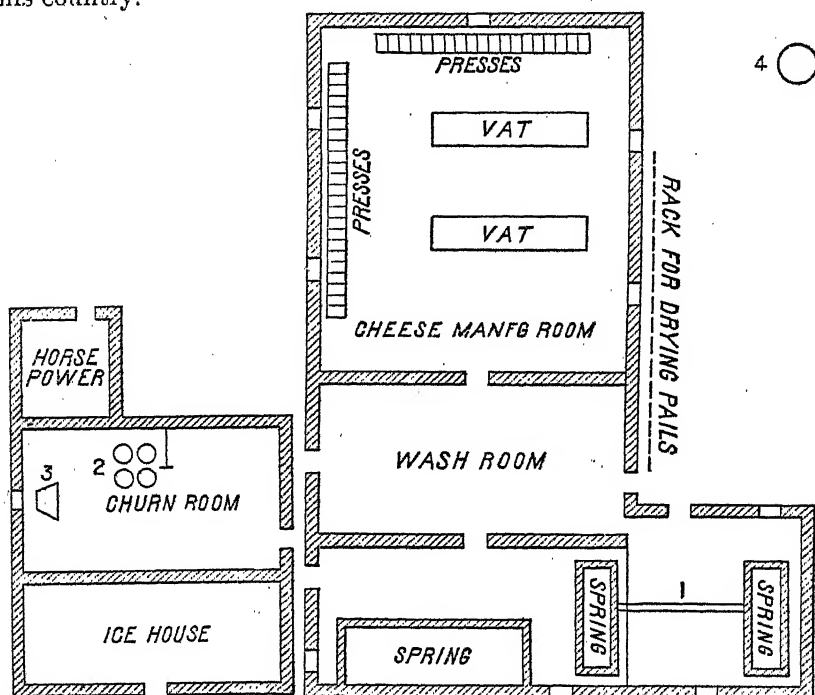 his country.
PRESSES
4
VAT
PRESSES
VAT
RACK FOR DRYING PAILS
CHEESE MANFG ROOM
HORSE
POWER
WASH ROOM
2
3
CHURN ROOM
SPRING
1
SPRING
ICE HOUSE
SPRING